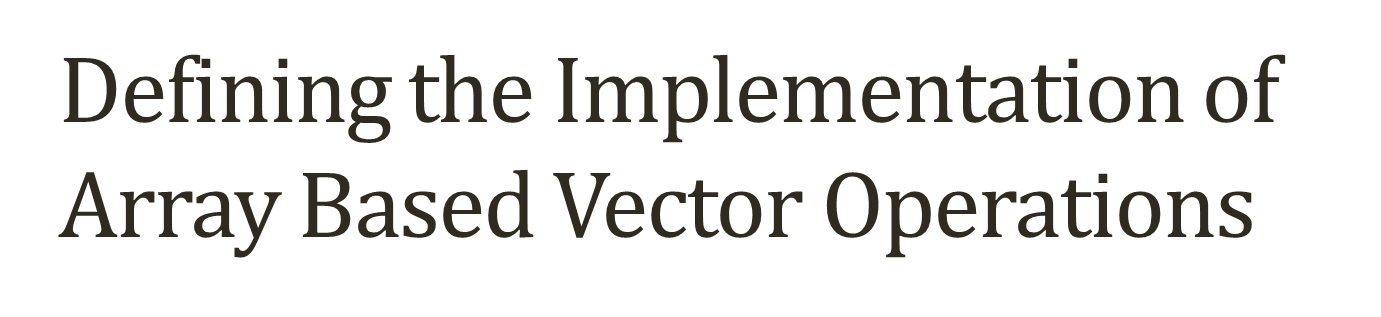 Defining the Implementation of
Array Based Vector Operations